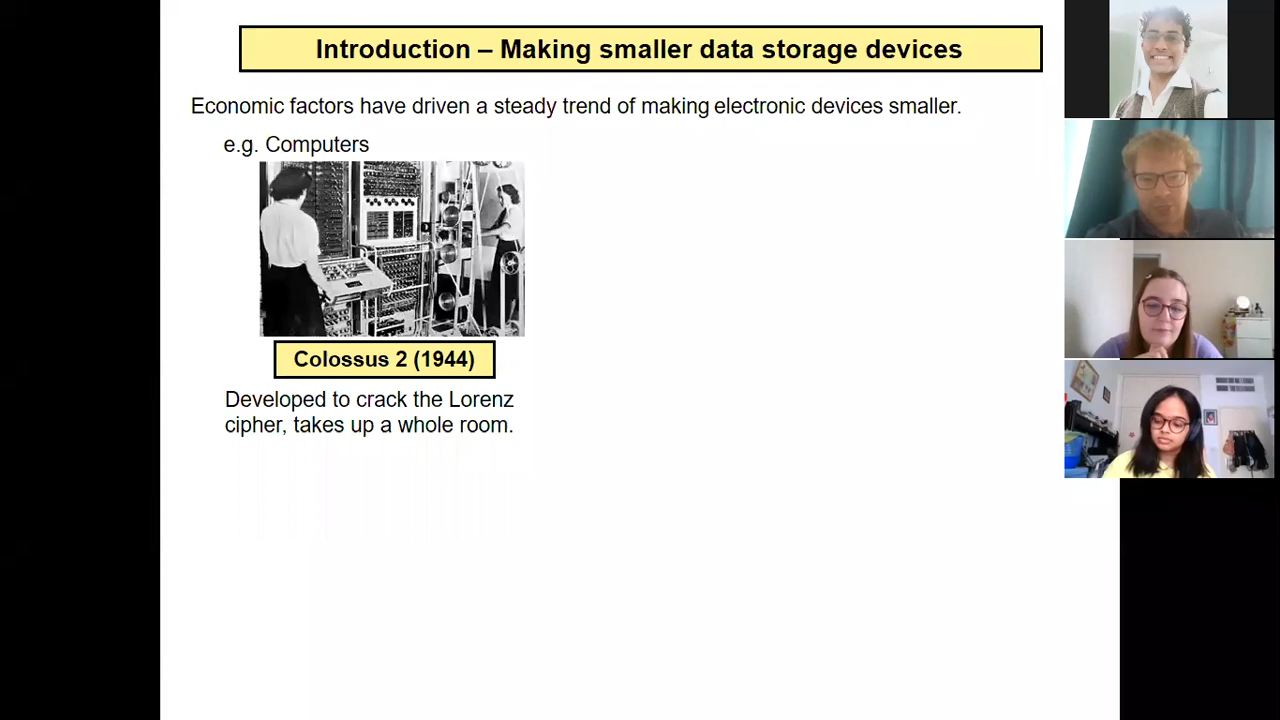 Introduction – Making smaller data storage devices
Economic factors have driven a steady trend of making electronic devices smaller.
e.g. Computers
Colossus 2 (1944)
Developed to crack the Lorenz
cipher, takes up a whole room.